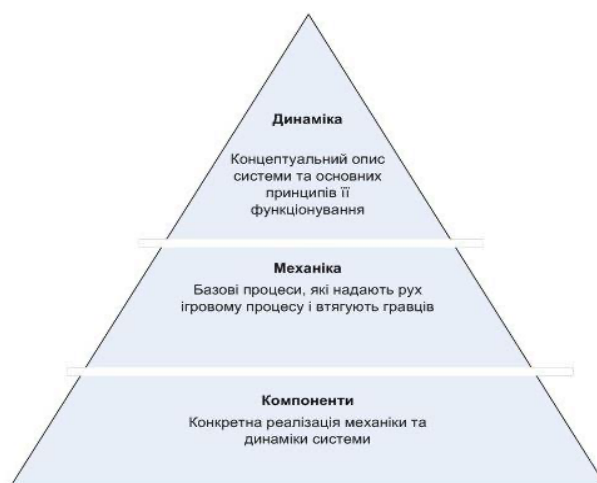 Динаміка
Концептуальний опис
системи та основних
принципів її
функціонування
Механіка
Базові процеси, які надають рух
ігровому процесу і втягують гравців
Компоненти
Конкретна реалізація механіки та
динаміки системи